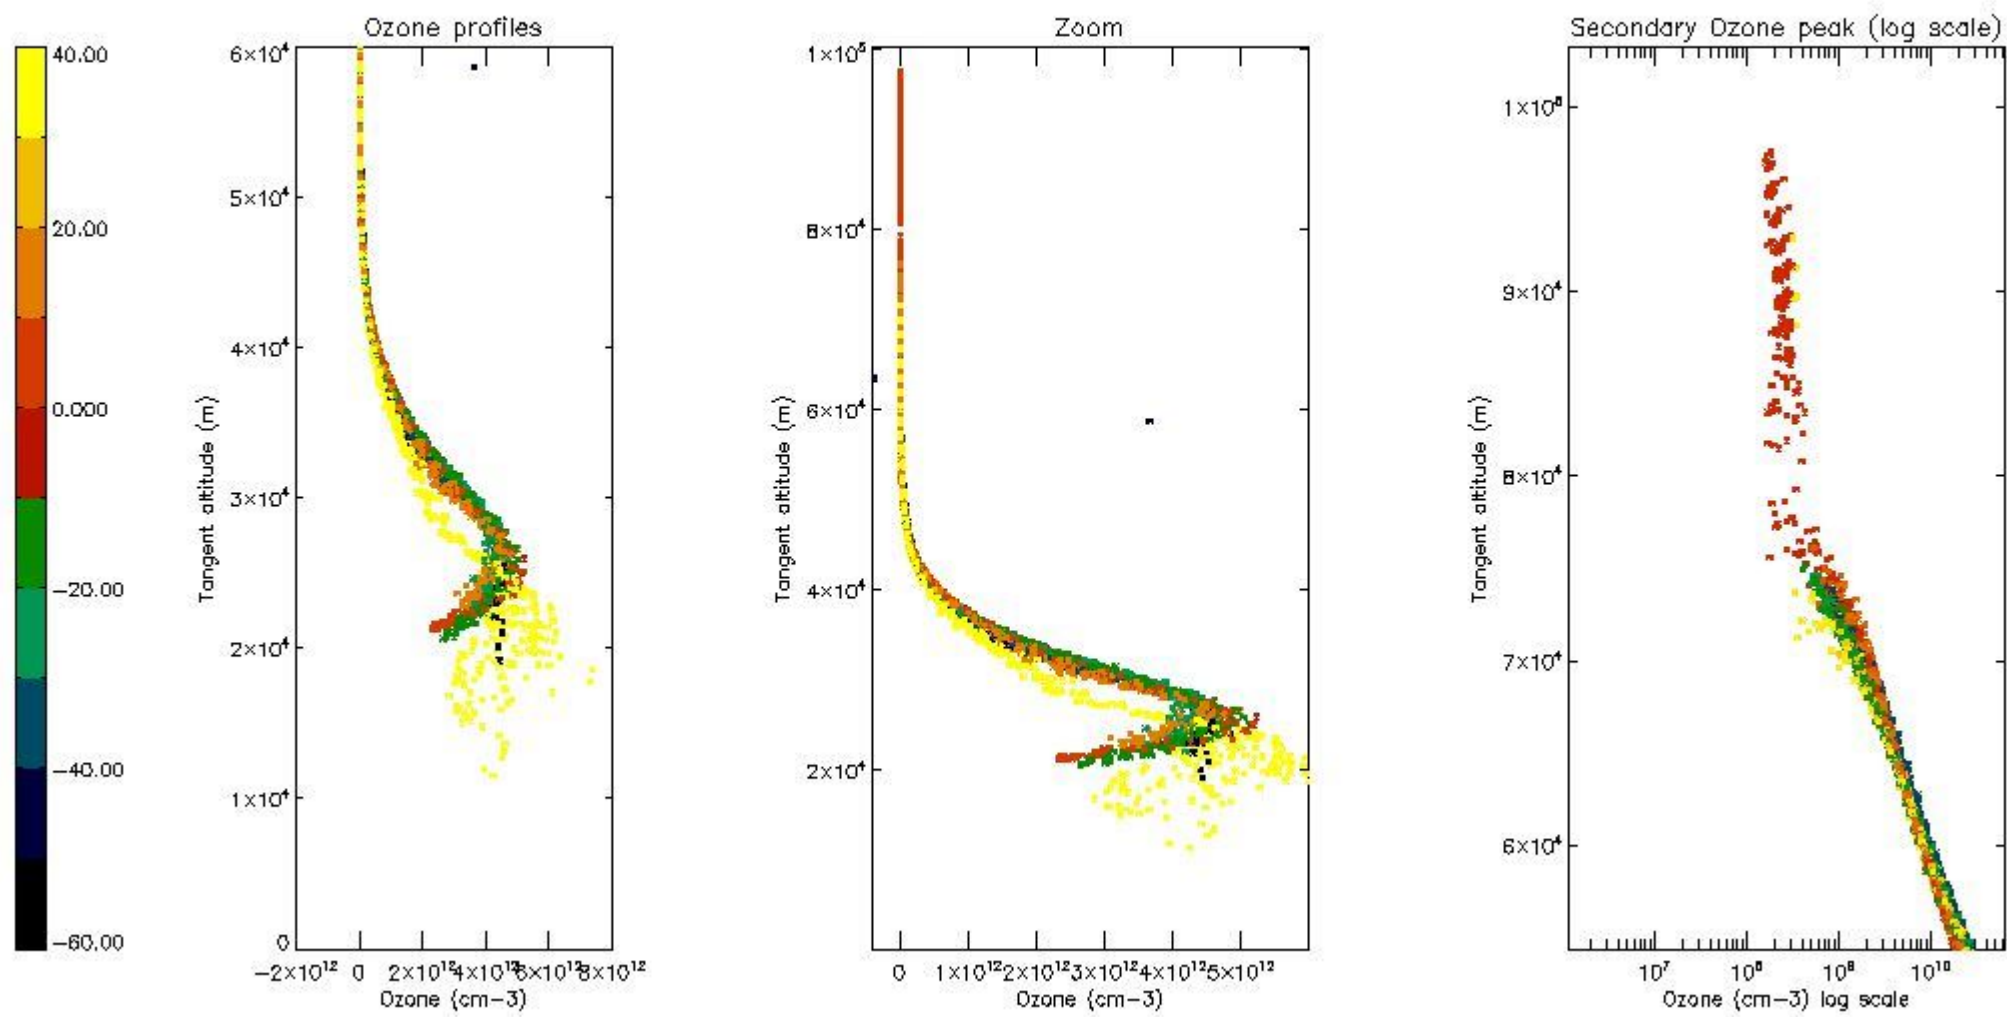 Ozone profiles
Zoom
Secondary Ozone peak (log scale)
40.00
20.00
0.000
−20.00
−40.00
−60.00
6×10⁴
5×10⁴
4×10⁴
3×10⁴
2×10⁴
1×10⁴
0
Tangent altitude (m)
−2×10¹² 0 2×10¹² 4×10¹² 6×10¹² 8×10¹²
Ozone (cm−3)
1×10⁵
8×10⁴
6×10⁴
4×10⁴
2×10⁴
Tangent altitude (m)
0 1×10¹² 2×10¹² 3×10¹² 4×10¹² 5×10¹²
Ozone (cm−3)
1×10⁵
9×10⁴
8×10⁴
7×10⁴
6×10⁴
Tangent altitude (m)
10⁷ 10⁸ 10⁹ 10¹⁰
Ozone (cm−3) log scale